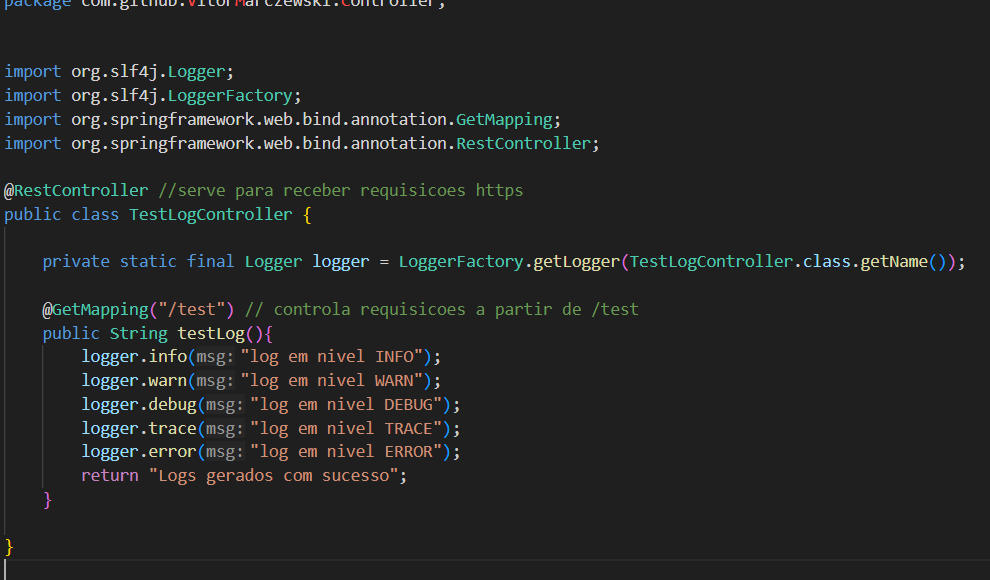 package com.github.VitorMarczewski.Controller;
import org.slf4j.Logger;
import org.slf4j.LoggerFactory;
import org.springframework.web.bind.annotation.GetMapping;
import org.springframework.web.bind.annotation.RestController;
@RestController //serve para receber requisicoes https
public class TestLogController {
private static final Logger logger = LoggerFactory.getLogger(TestLogController.class.getName());
@GetMapping("/test") // controla requisicoes a partir de /test
public String testLog(){
logger.info(msg:"log em nivel INFO");
logger.warn(msg:"log em nivel WARN");
logger.debug(msg:"log em nivel DEBUG");
logger.trace(msg:"log em nivel TRACE");
logger.error(msg:"log em nivel ERROR");
return "Logs gerados com sucesso";
}
}